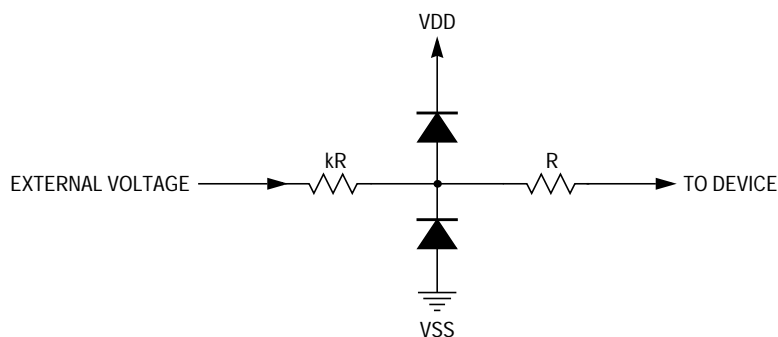 VDD
kR
R
EXTERNAL VOLTAGE
TO DEVICE
VSS